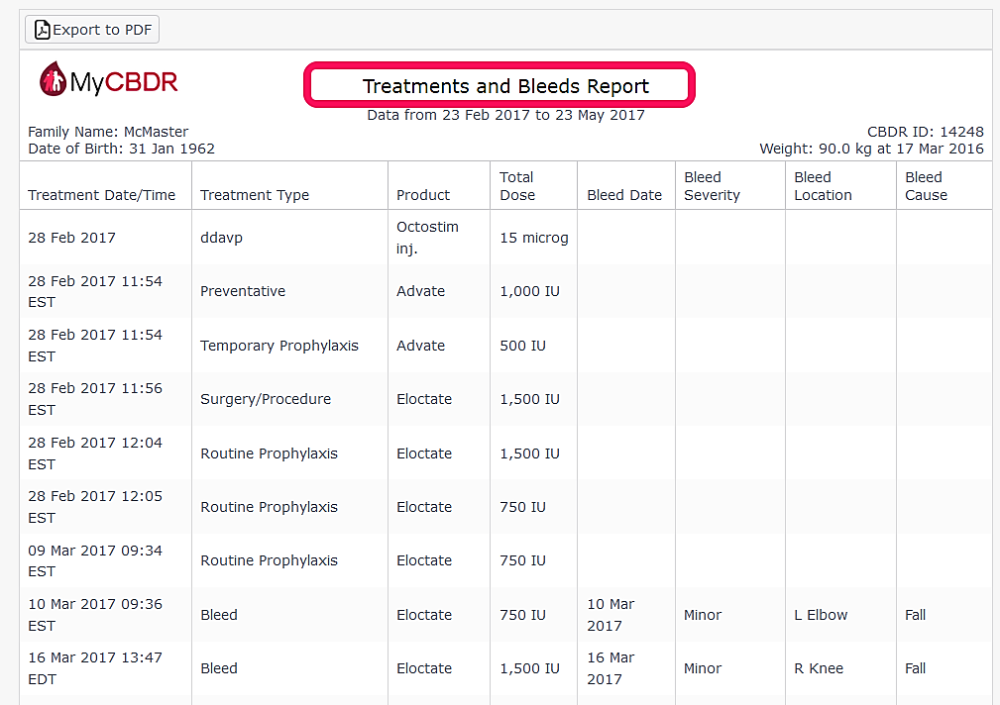 Export to PDF
MyCBDR
Treatments and Bleeds Report
Data from 23 Feb 2017 to 23 May 2017
Family Name: McMaster CBDR ID: 14248
Date of Birth: 31 Jan 1962 Weight: 90.0 kg at 17 Mar 2016
Treatment Date/Time Treatment Type Product Total Dose Bleed Date Bleed Severity Bleed Location Bleed Cause
28 Feb 2017 ddavp Octostim inj. 15 microg
28 Feb 2017 11:54 EST Preventative Advate 1,000 IU
28 Feb 2017 11:54 EST Temporary Prophylaxis Advate 500 IU
28 Feb 2017 11:56 EST Surgery/Procedure Eloctate 1,500 IU
28 Feb 2017 12:04 EST Routine Prophylaxis Eloctate 1,500 IU
28 Feb 2017 12:05 EST Routine Prophylaxis Eloctate 750 IU
09 Mar 2017 09:34 EST Routine Prophylaxis Eloctate 750 IU
10 Mar 2017 09:36 EST Bleed Eloctate 750 IU 10 Mar 2017 Minor L Elbow Fall
16 Mar 2017 13:47 EDT Bleed Eloctate 1,500 IU 16 Mar 2017 Minor R Knee Fall